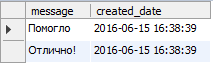 message created_date
Помогло 2016-06-15 16:38:39
Отлично! 2016-06-15 16:38:39